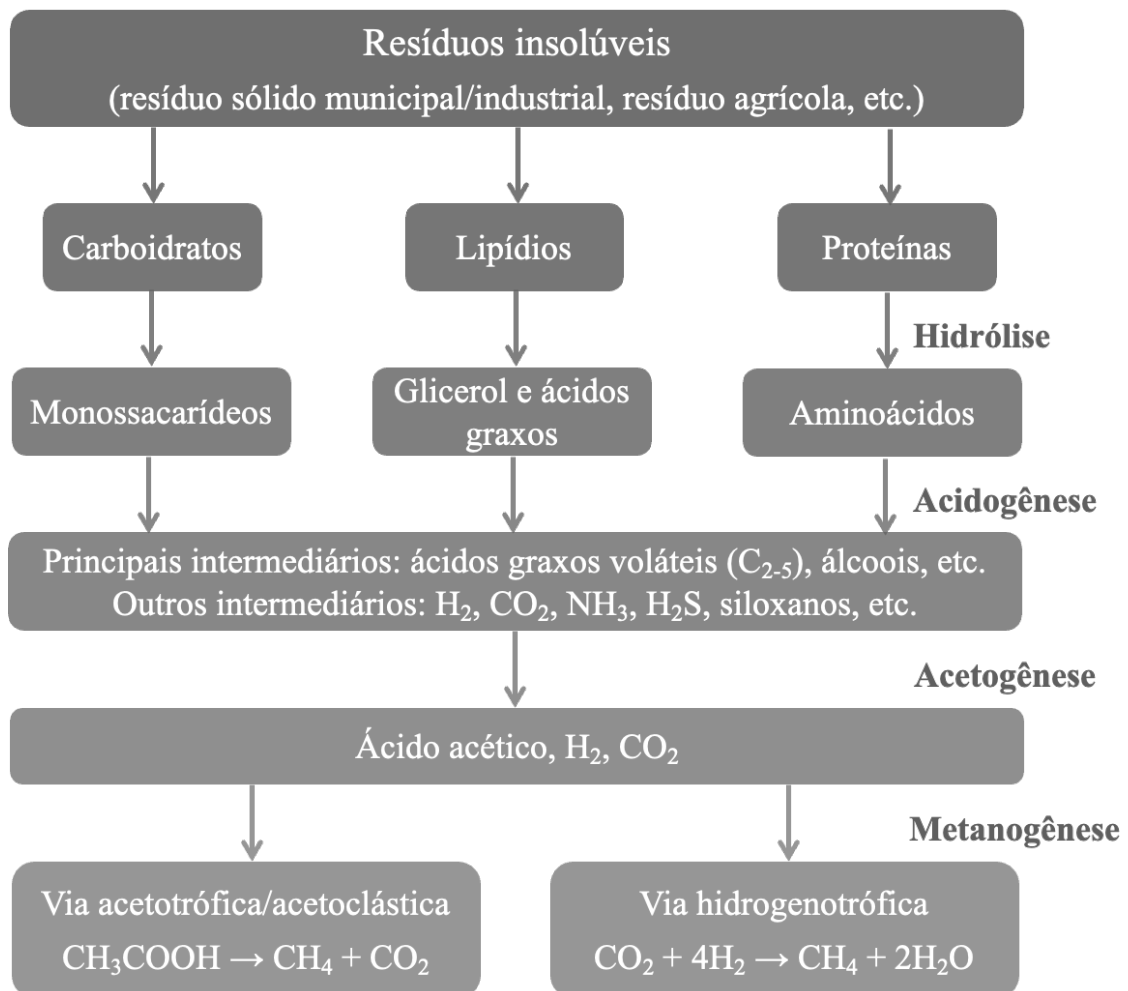 Resíduos insolúveis
(resíduo sólido municipal/industrial, resíduo agrícola, etc.)
Carboidratos
Lipídios
Proteínas
Hidrólise
Monossacarídeos
Glicerol e ácidos
graxos
Aminoácidos
Acidogênese
Principais intermediários: ácidos graxos voláteis (C₂₋₅), álcoois, etc.
Outros intermediários: H₂, CO₂, NH₃, H₂S, siloxanos, etc.
Acetogênese
Ácido acético, H₂, CO₂
Metanogênese
Via acetotrófica/acetoclástica
CH₃COOH → CH₄ + CO₂
Via hidrogenotrófica
CO₂ + 4H₂ → CH₄ + 2H₂O